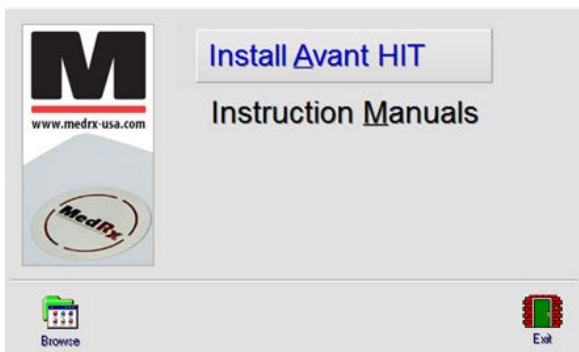 M
Install Avant HIT
www.medrx-usa.com
Instruction Manuals
MedRx
Browse
Exit